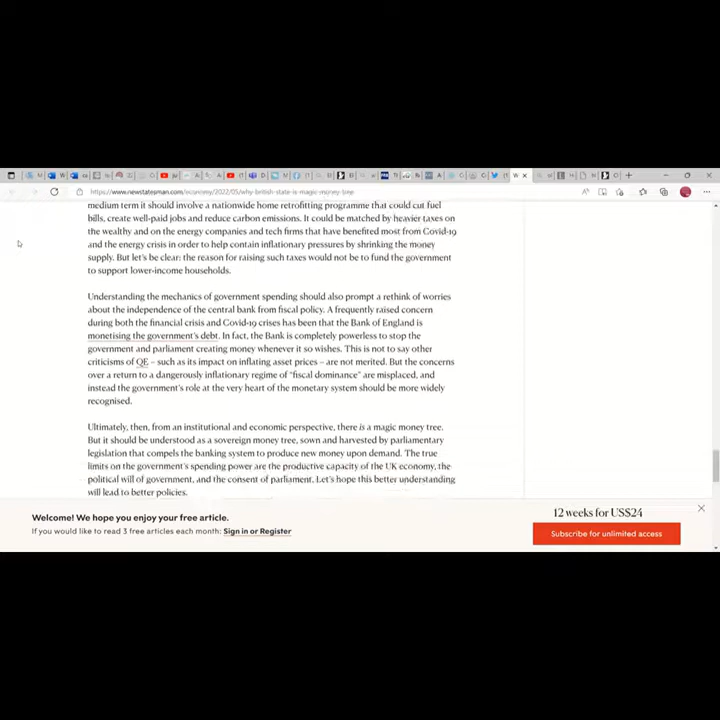 https://www.newstatesman.com/economy/2022/05/why-british-state-is-magic-money-tree
medium term it should involve a nationwide home retrofitting programme that could cut fuel
bills, create well-paid jobs and reduce carbon emissions. It could be matched by heavier taxes on
the wealthy and on the energy companies and tech firms that have benefited most from Covid-19
and the energy crisis in order to help contain inflationary pressures by shrinking the money
supply. But let's be clear: the reason for raising such taxes would not be to fund the government
to support lower-income households.
Understanding the mechanics of government spending should also prompt a rethink of worries
about the independence of the central bank from fiscal policy. A frequently raised concern
during both the financial crisis and Covid-19 crises has been that the Bank of England is
monetising the government's debt. In fact, the Bank is completely powerless to stop the
government and parliament creating money whenever it so wishes. This is not to say other
criticisms of QE – such as its impact on inflating asset prices – are not merited. But the concerns
over a return to a dangerously inflationary regime of "fiscal dominance" are misplaced, and
instead the government's role at the very heart of the monetary system should be more widely
recognised.
Ultimately, then, from an institutional and economic perspective, there is a magic money tree.
But it should be understood as a sovereign money tree, sown and harvested by parliamentary
legislation that compels the banking system to produce new money upon demand. The true
limits on the government's spending power are the productive capacity of the UK economy, the
political will of government, and the consent of parliament. Let's hope this better understanding
will lead to better policies.
Welcome! We hope you enjoy your free article.
If you would like to read 3 free articles each month: Sign in or Register
12 weeks for US$24
Subscribe for unlimited access